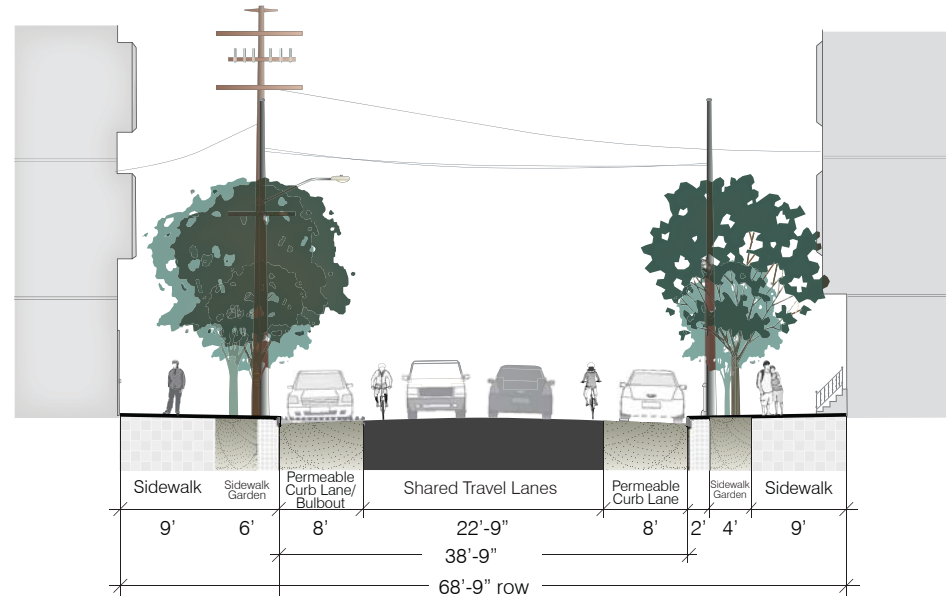 Sidewalk
Sidewalk
Garden
Permeable
Curb Lane/
Bulbout
Shared Travel Lanes
Permeable
Curb Lane
Sidewalk
Garden
Sidewalk
9’
6’
8’
22’-9”
8’
2’
4’
9’
38’-9”
68’-9” row